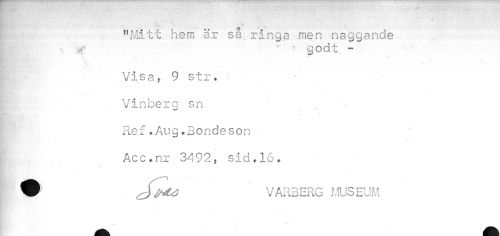 "Mitt hem är så ringa men naggande
godt -
Visa, 9 str.
Vinberg sn
Ref.Aug.Bondeson
Acc.nr 3492, sid.16.
Svas VARBERG MUSEUM